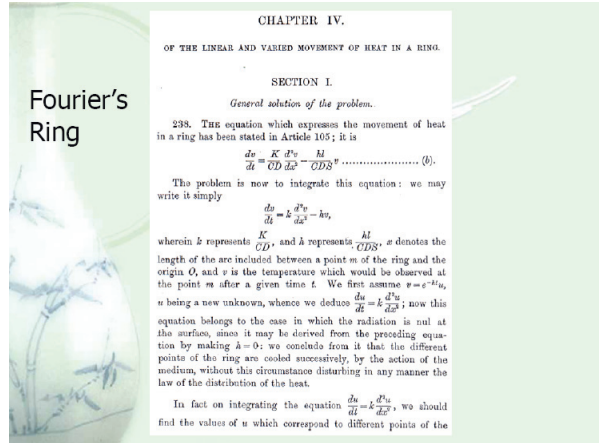 Fourier's
Ring
CHAPTER IV.
OF THE LINEAR AND VARIED MOVEMENT OF HEAT IN A RING.
SECTION I.
General solution of the problem.
238. THE equation which expresses the movement of heat
in a ring has been stated in Article 105; it is
dv/dt = K/CD d²v/dx² − hl/CDS v ...................... (b).
The problem is now to integrate this equation: we may
write it simply
dv/dt = k d²v/dx² − hv,
wherein k represents K/CD, and h represents hl/CDS, x denotes the
length of the arc included between a point m of the ring and the
origin O, and v is the temperature which would be observed at
the point m after a given time t. We first assume v = e^{-ht}u,
u being a new unknown, whence we deduce du/dt = k d²u/dx²; now this
equation belongs to the case in which the radiation is nul at
the surface, since it may be derived from the preceding equa-
tion by making h = 0: we conclude from it that the different
points of the ring are cooled successively, by the action of the
medium, without this circumstance disturbing in any manner the
law of the distribution of the heat.
In fact on integrating the equation du/dt = k d²u/dx², we should
find the values of u which correspond to different points of the